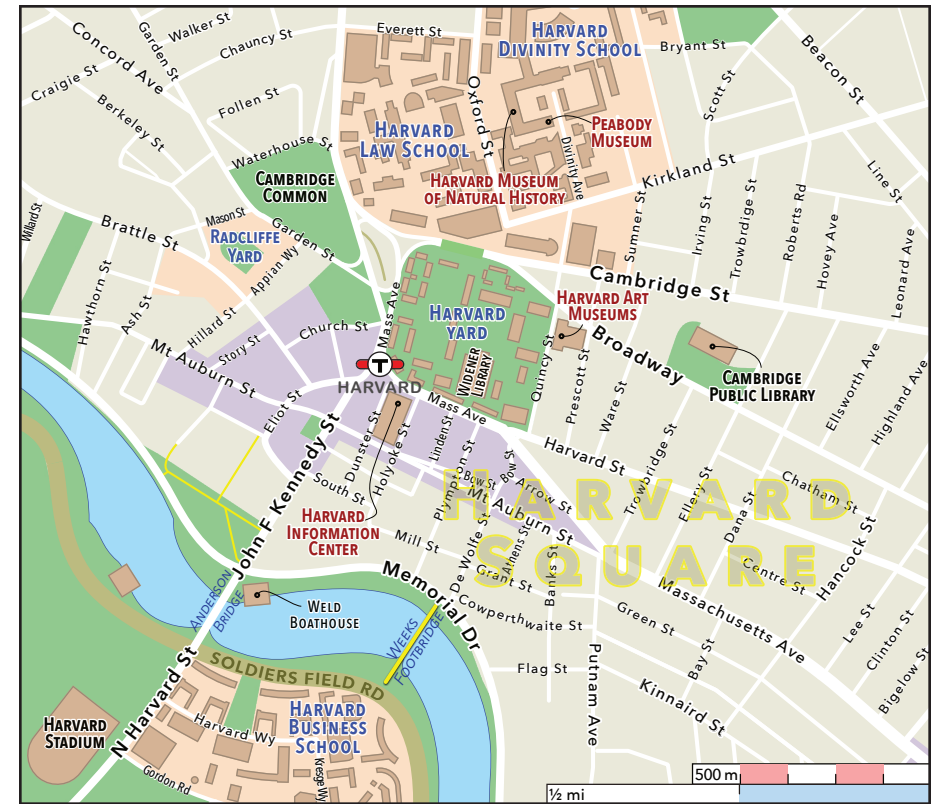 Walker St
Everett St
HARVARD
DIVINITY SCHOOL
Bryant St
Beacon St
Concord Ave
Garden St
Chauncy St
Craigie St
Berkeley St
Follen St
Oxford St
Scott St
HARVARD
LAW SCHOOL
PEABODY
MUSEUM
Divinity Ave
Waterhouse St
CAMBRIDGE
COMMON
HARVARD MUSEUM
OF NATURAL HISTORY
Kirkland St
Line St
Willard St
Mason St
Brattle St
RADCLIFFE
YARD
Garden St
Appian Wy
Sumner St
Irving St
Trowbridge St
Roberts Rd
Hovey Ave
Leonard Ave
Hawthorn St
Ash St
Hillard St
Story St
Church St
Mass Ave
HARVARD
YARD
Cambridge St
HARVARD ART
MUSEUMS
Broadway
Mt Auburn St
T
HARVARD
WIDENER
LIBRARY
Quincy St
Prescott St
Ware St
CAMBRIDGE
PUBLIC LIBRARY
Ellsworth Ave
Highland Ave
Eliot St
Mass Ave
John F Kennedy St
Dunster St
Holyoke St
Linden St
Plympton St
Bow St
Bow St
Arrow St
Harvard St
Trowbridge St
Ellery St
Dana St
Chatham St
Hancock St
South St
HARVARD
SQUARE
Mt Auburn St
HARVARD
INFORMATION
CENTER
Mill St
De Wolfe St
Athens St
Banks St
Grant St
Centre St
Memorial Dr
Cowperthwaite St
Green St
Massachusetts Ave
Lee St
Clinton St
Bigelow St
Bay St
ANDERSON
BRIDGE
WELD
BOATHOUSE
WEEKS
FOOTBRIDGE
Flag St
Putnam Ave
Kinnaird St
SOLDIERS FIELD RD
N Harvard St
HARVARD
STADIUM
Harvard Wy
HARVARD
BUSINESS
SCHOOL
Kresge Wy
Gordon Rd
500 m
½ mi